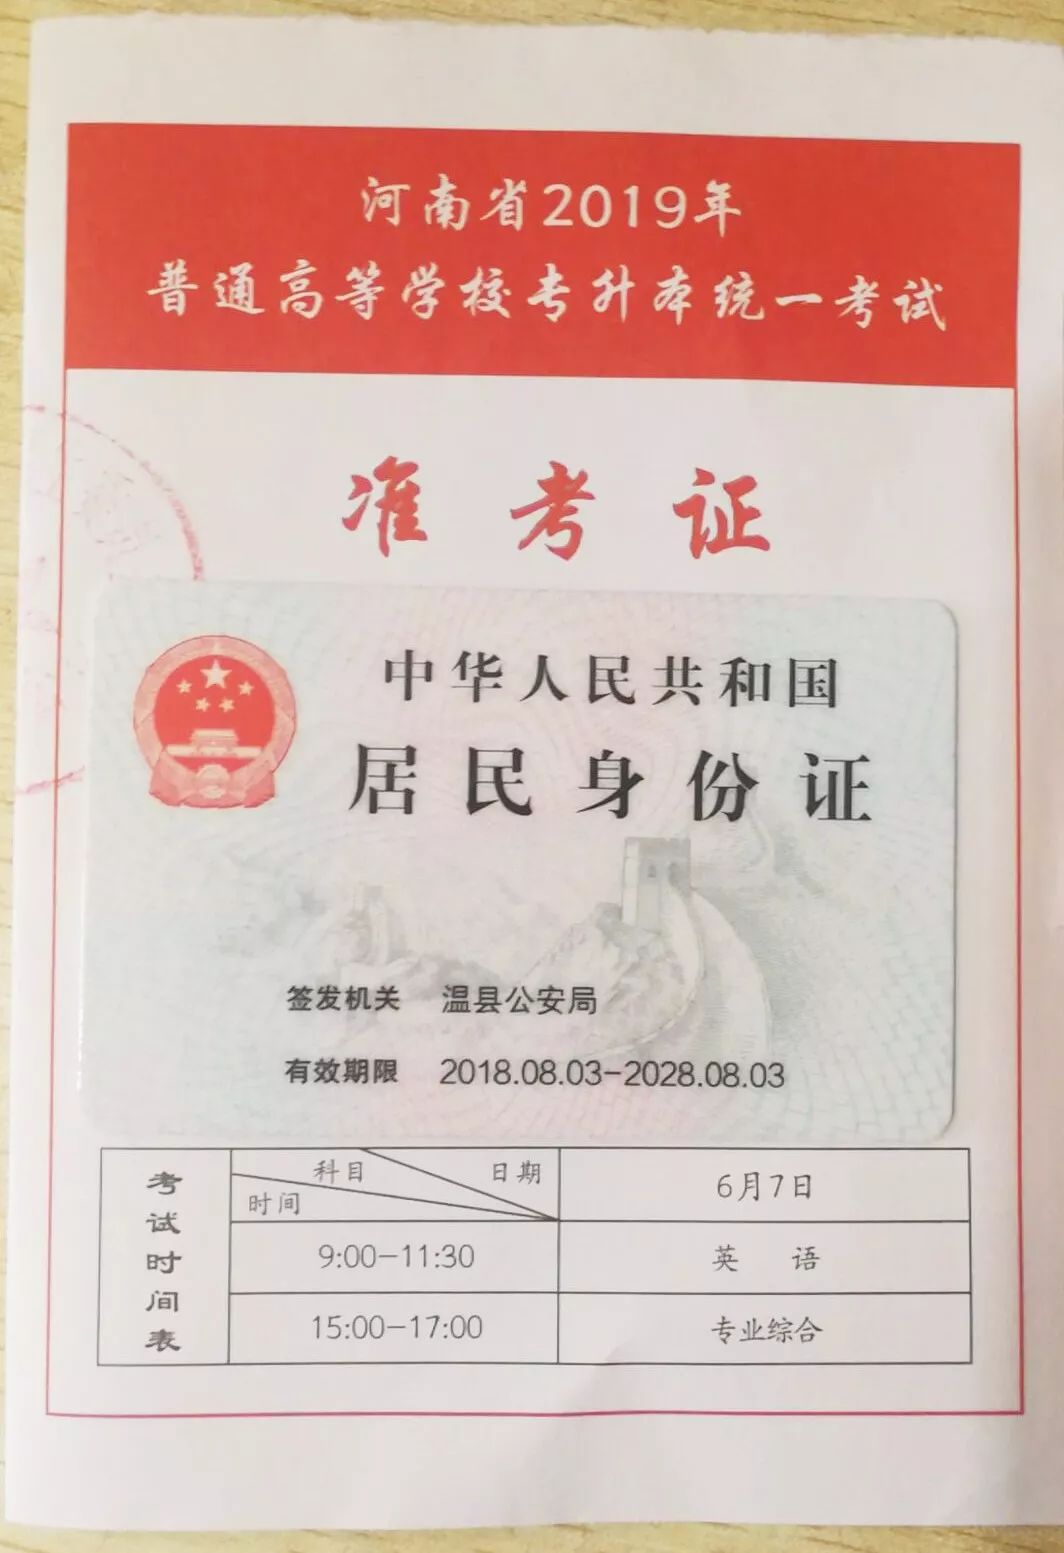 河南省2019年
普通高等学校专升本统一考试
准考证
中华人民共和国
居民身份证
签发机关 温县公安局
有效期限 2018.08.03-2028.08.03
考试时间表
科目 日期 时间 6月7日
9:00-11:30 英语
15:00-17:00 专业综合